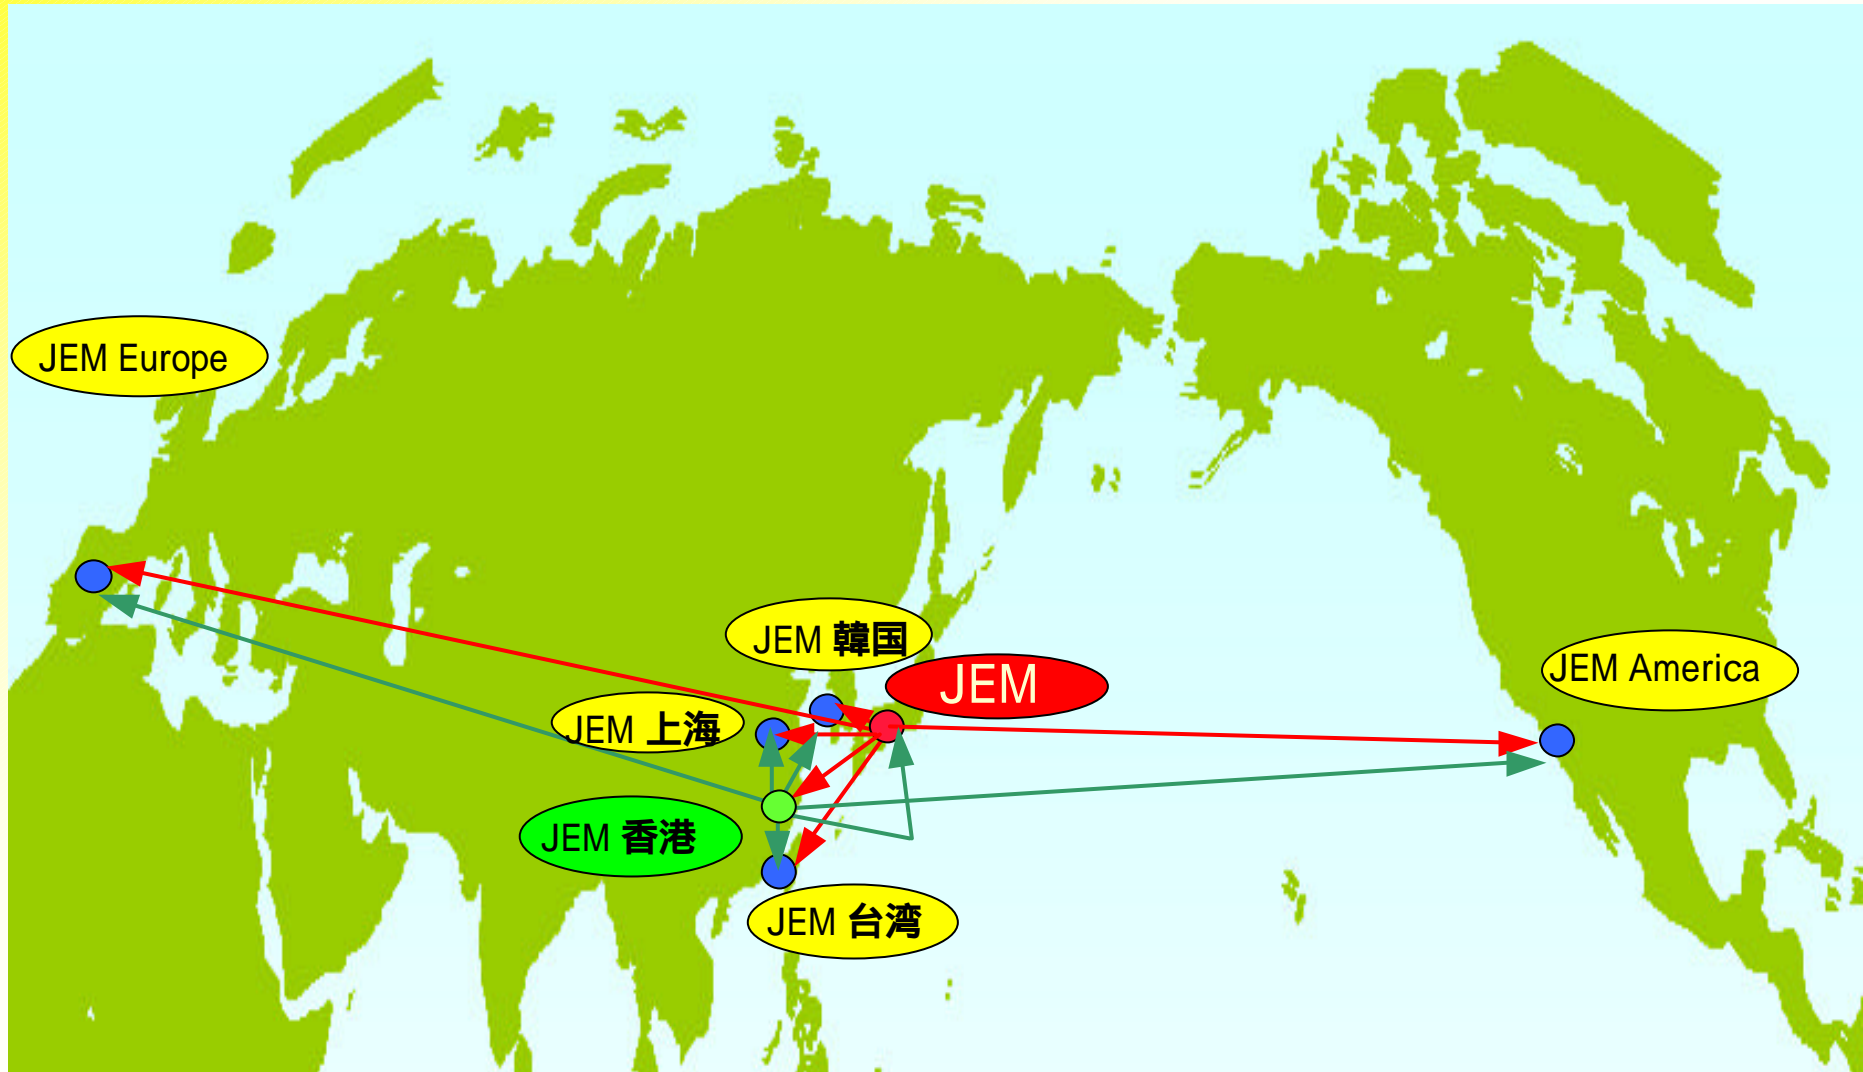 JEM Europe
JEM 韓国
JEM
JEM America
JEM 上海
JEM 香港
JEM 台湾